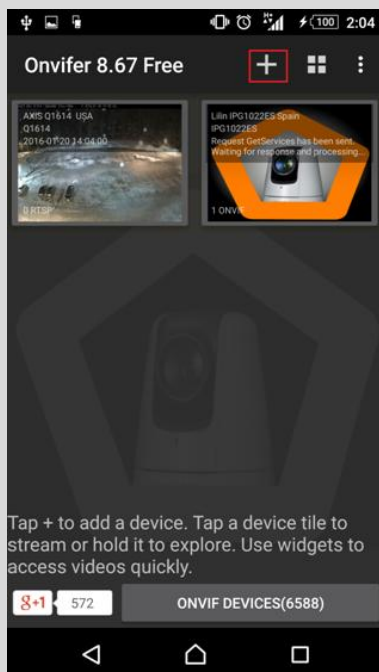 100 2:04
Onvifer 8.67 Free
AXIS Q1614 USA
Q1614
2016-01-20 14:04:00
0 RTSP
Lilin IPG1022ES Spain
IPG1022ES
Request GetServices has been sent.
Waiting for response and processing...
1 ONVIF
Tap + to add a device. Tap a device tile to
stream or hold it to explore. Use widgets to
access videos quickly.
g+1 572 ONVIF DEVICES(6588)